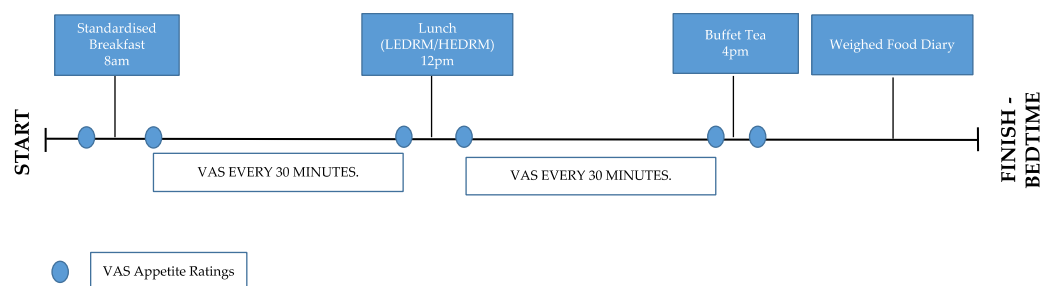 Standardised
Breakfast
8am
Lunch
(LEDRM/HEDRM)
12pm
Buffet Tea
4pm
Weighed Food Diary
START
FINISH -
BEDTIME
VAS EVERY 30 MINUTES.
VAS EVERY 30 MINUTES.
VAS Appetite Ratings